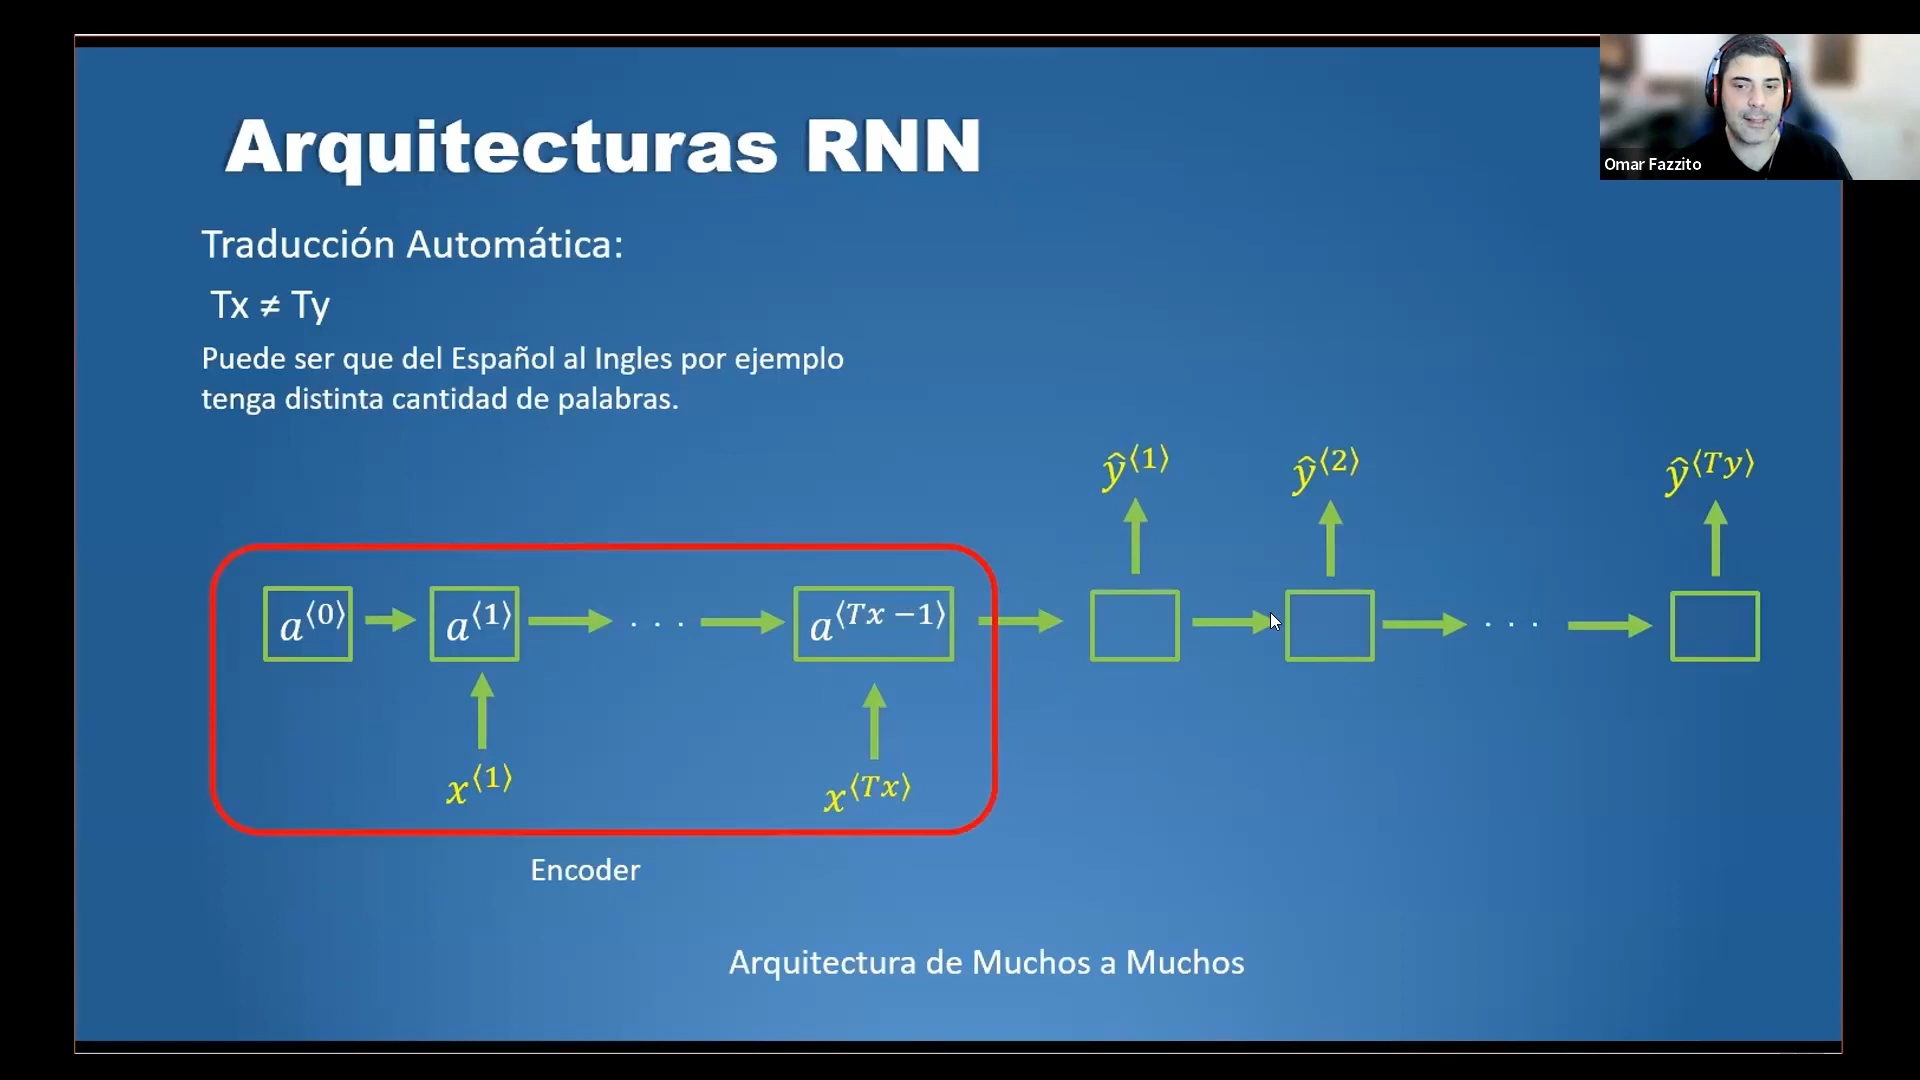 Arquitecturas RNN
Omar Fazzito
Traducción Automática:
Tx ≠ Ty
Puede ser que del Español al Ingles por ejemplo
tenga distinta cantidad de palabras.
ŷ⟨1⟩ ŷ⟨2⟩ ŷ⟨Ty⟩
a⟨0⟩ a⟨1⟩ . . . a⟨Tx −1⟩ . . .
x⟨1⟩ x⟨Tx⟩
Encoder
Arquitectura de Muchos a Muchos